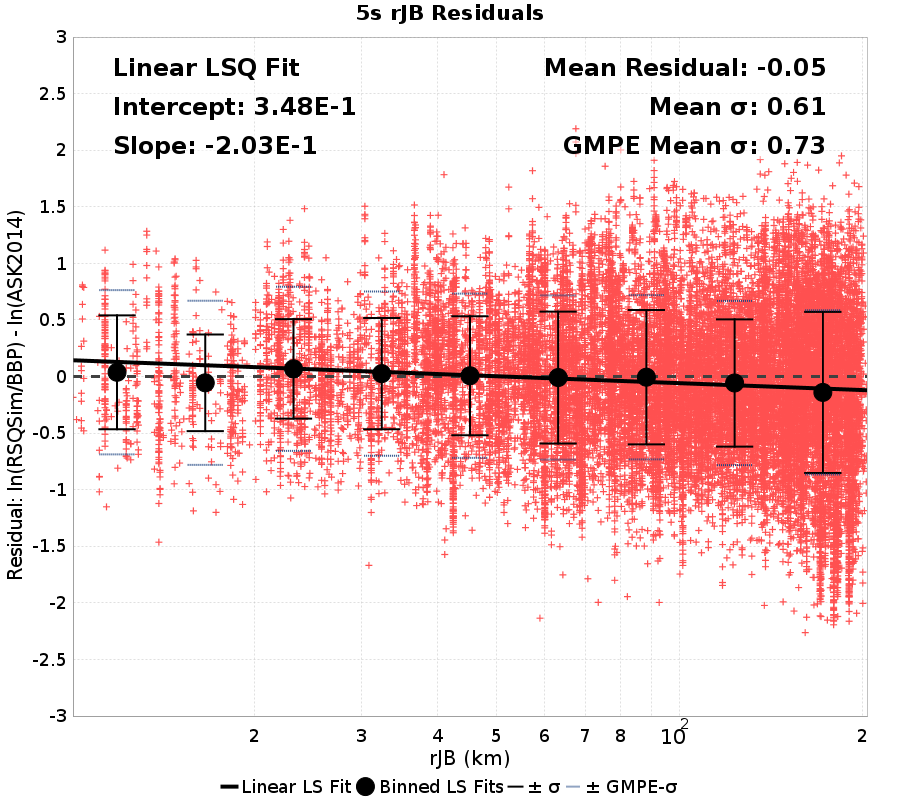 5s rJB Residuals
Linear LSQ Fit
Intercept: 3.48E-1
Slope: -2.03E-1
Mean Residual: -0.05
Mean σ: 0.61
GMPE Mean σ: 0.73
Residual: ln(RSQSim/BBP) - ln(ASK2014)
3
2.5
2
1.5
1
0.5
0
-0.5
-1
-1.5
-2
-2.5
-3
2 3 4 5 6 7 8 10² 2
rJB (km)
Linear LS Fit Binned LS Fits ± σ ± GMPE-σ